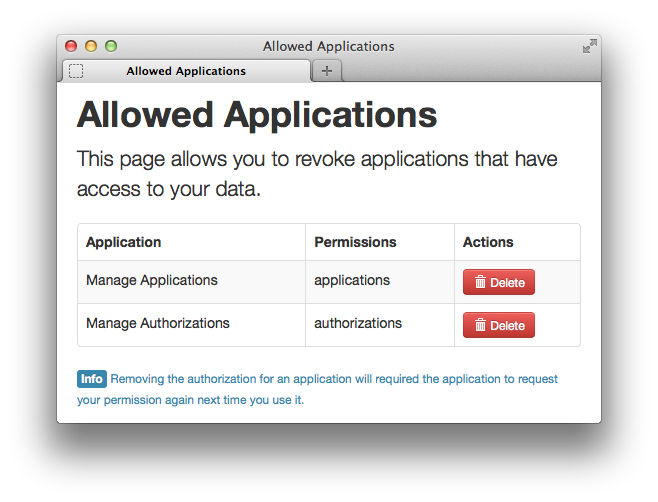 Allowed Applications
Allowed Applications
Allowed Applications
This page allows you to revoke applications that have
access to your data.
Application Permissions Actions
Manage Applications applications Delete
Manage Authorizations authorizations Delete
Info Removing the authorization for an application will required the application to request
your permission again next time you use it.